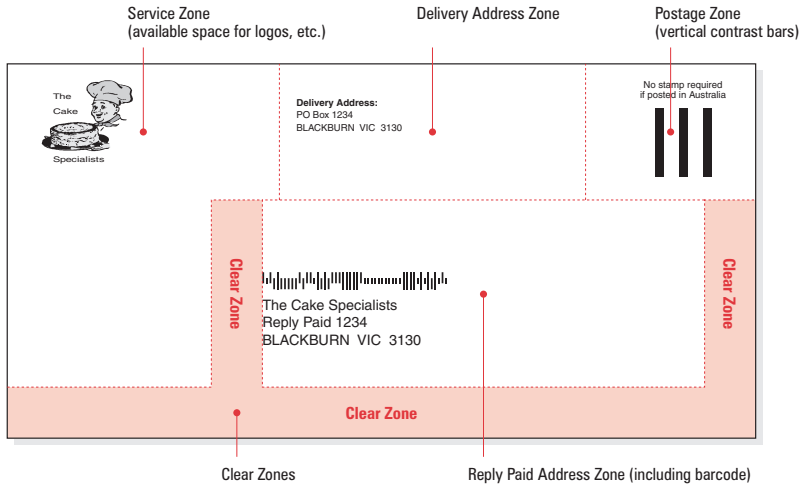 Service Zone
(available space for logos, etc.)
Delivery Address Zone
Postage Zone
(vertical contrast bars)
The
Cake
Specialists
Delivery Address:
PO Box 1234
BLACKBURN VIC 3130
No stamp required
if posted in Australia
Clear Zone
The Cake Specialists
Reply Paid 1234
BLACKBURN VIC 3130
Clear Zone
Clear Zone
Clear Zones
Reply Paid Address Zone (including barcode)